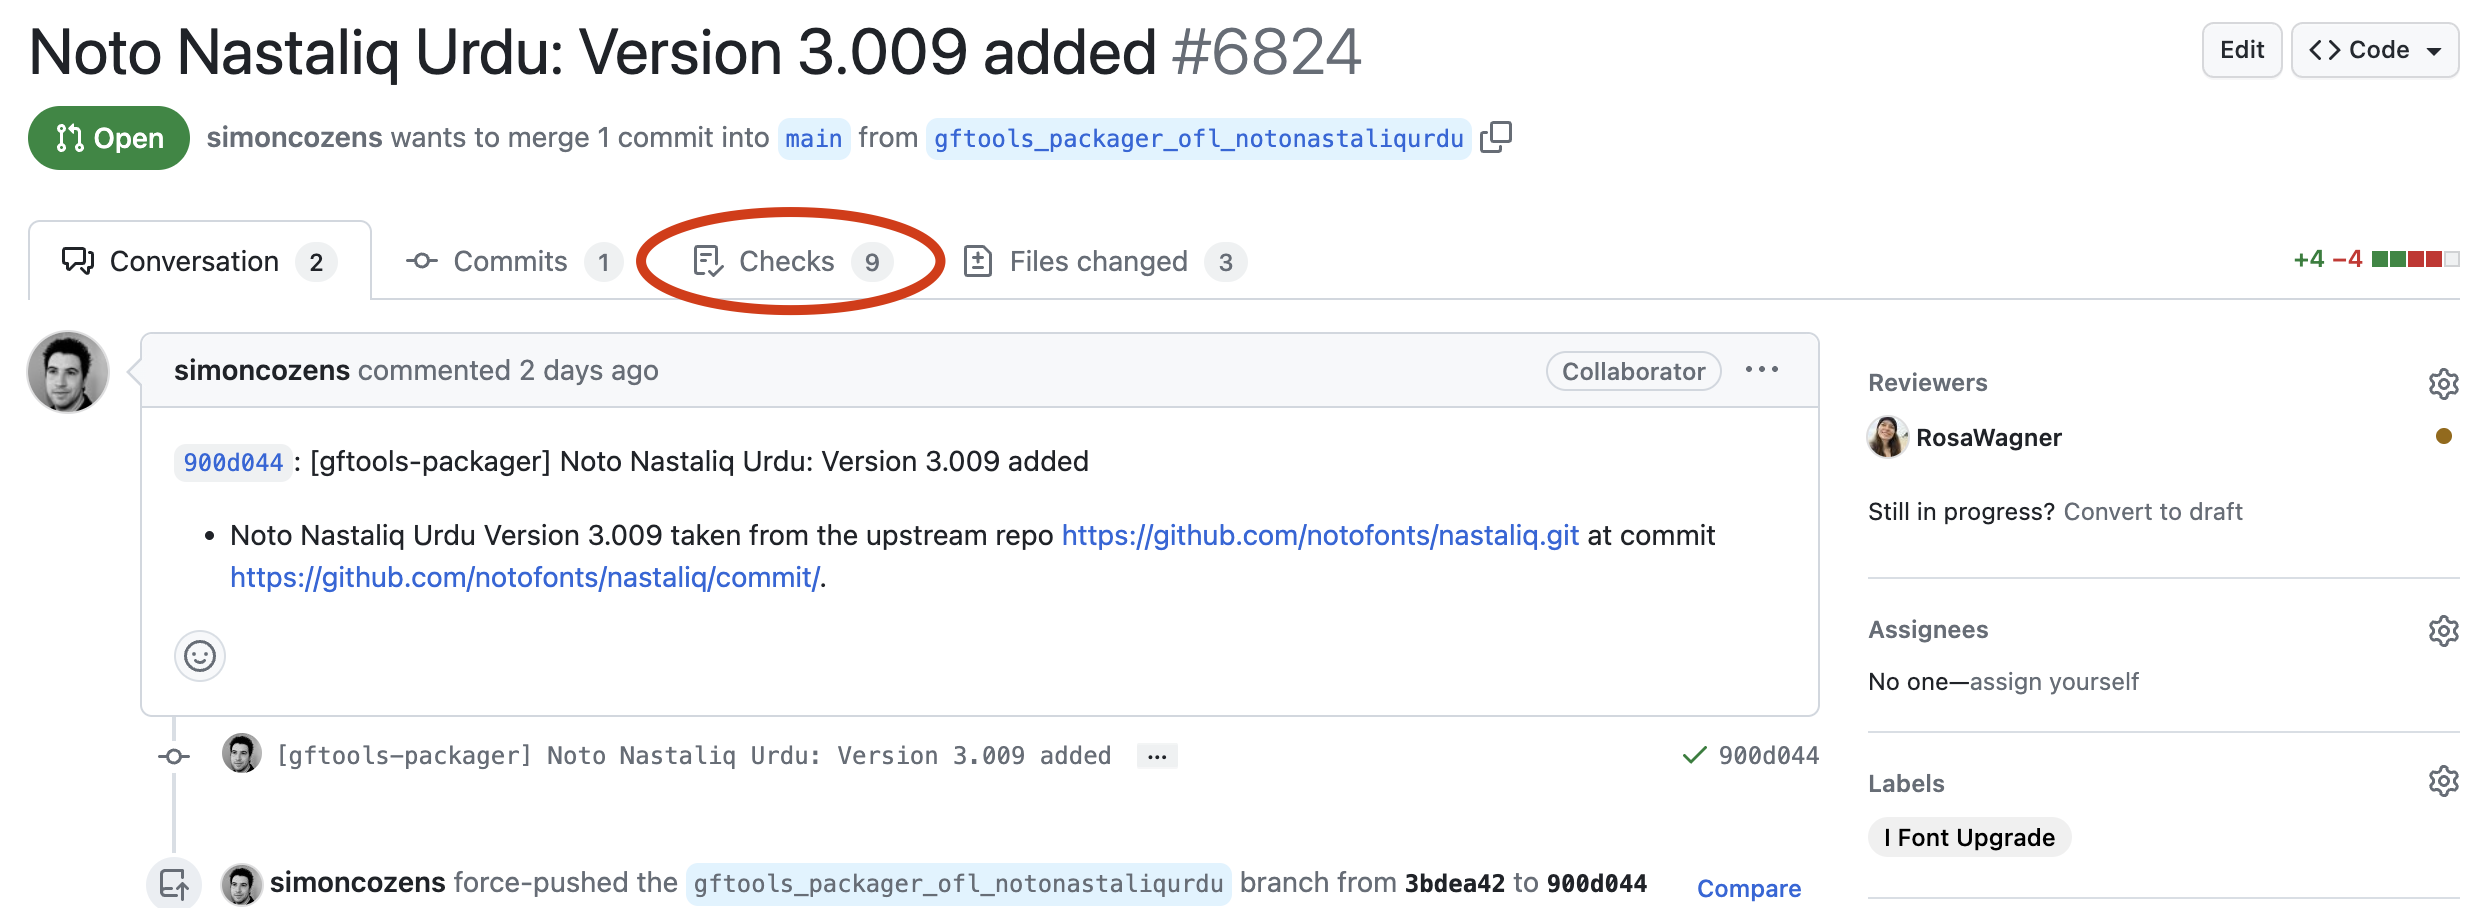 Noto Nastaliq Urdu: Version 3.009 added #6824
Edit
Code
Open
simoncozens wants to merge 1 commit into main from gftools_packager_ofl_notonastaliqurdu
Conversation 2
Commits 1
Checks 9
Files changed 3
+4 −4
simoncozens commented 2 days ago
Collaborator
900d044: [gftools-packager] Noto Nastaliq Urdu: Version 3.009 added
• Noto Nastaliq Urdu Version 3.009 taken from the upstream repo https://github.com/notofonts/nastaliq.git at commit
https://github.com/notofonts/nastaliq/commit/.
[gftools-packager] Noto Nastaliq Urdu: Version 3.009 added …
900d044
simoncozens force-pushed the gftools_packager_ofl_notonastaliqurdu branch from 3bdea42 to 900d044
Compare
Reviewers
RosaWagner
Still in progress? Convert to draft
Assignees
No one—assign yourself
Labels
I Font Upgrade